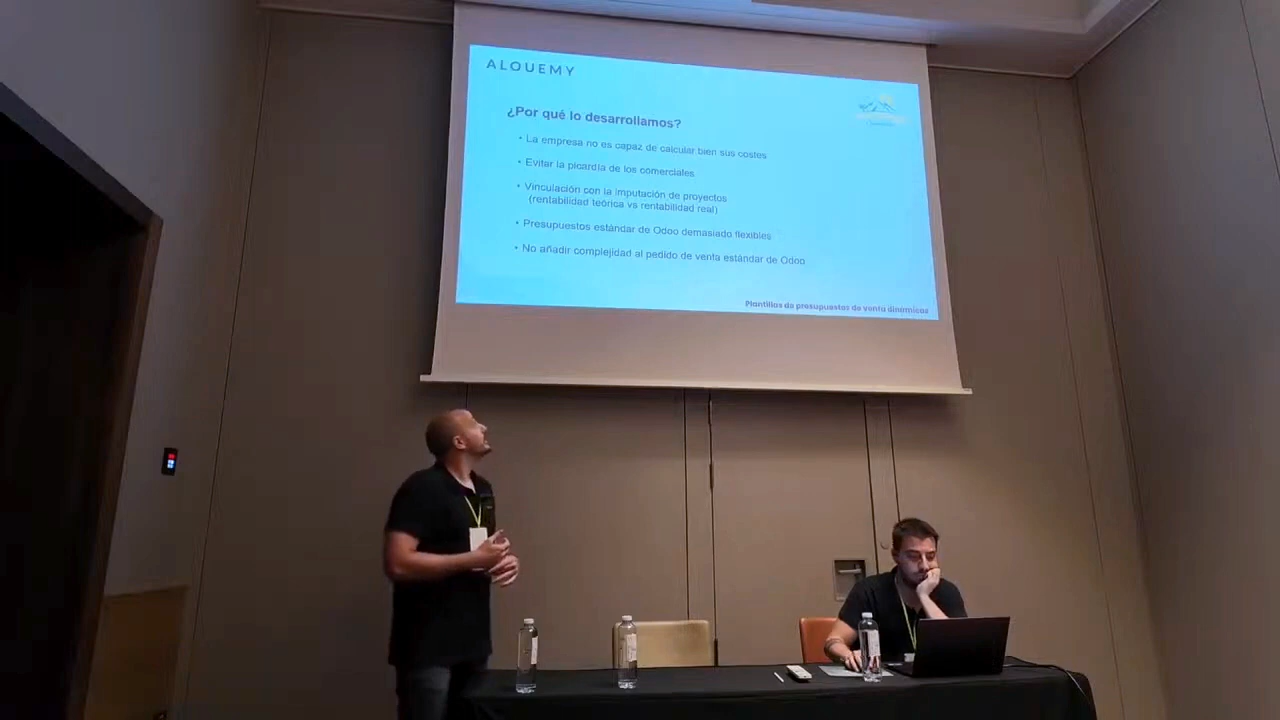 ALQUEMY
¿Por qué lo desarrollamos?
• La empresa no es capaz de calcular bien sus costes
• Evitar la picardía de los comerciales
• Vinculación con la imputación de proyectos
(rentabilidad teórica vs rentabilidad real)
• Presupuestos estándar de Odoo demasiado flexibles
• No añadir complejidad al pedido de venta estándar de Odoo
Plantillas de presupuestos de venta dinámicas